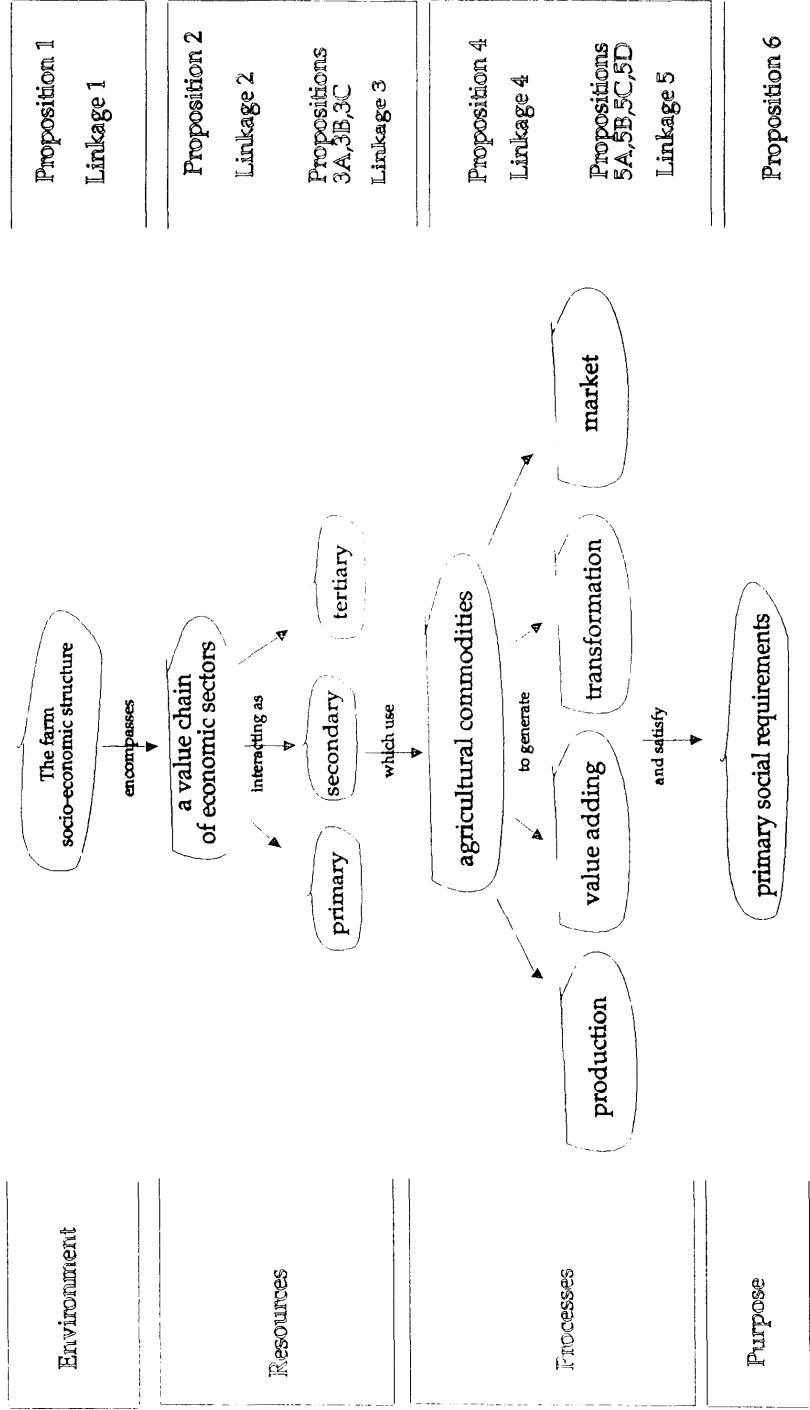 Environment
The farm
socio-economic structure
Proposition 1
Linkage 1
encompasses
Resources
a value chain
of economic sectors
Proposition 2
Linkage 2
interacting as
primary
secondary
tertiary
Propositions
3A,3B,3C
Linkage 3
which use
Processes
agricultural commodities
Proposition 4
Linkage 4
to generate
production
value adding
transformation
market
Propositions
5A,5B,5C,5D
Linkage 5
and satisfy
Purpose
primary social requirements
Proposition 6